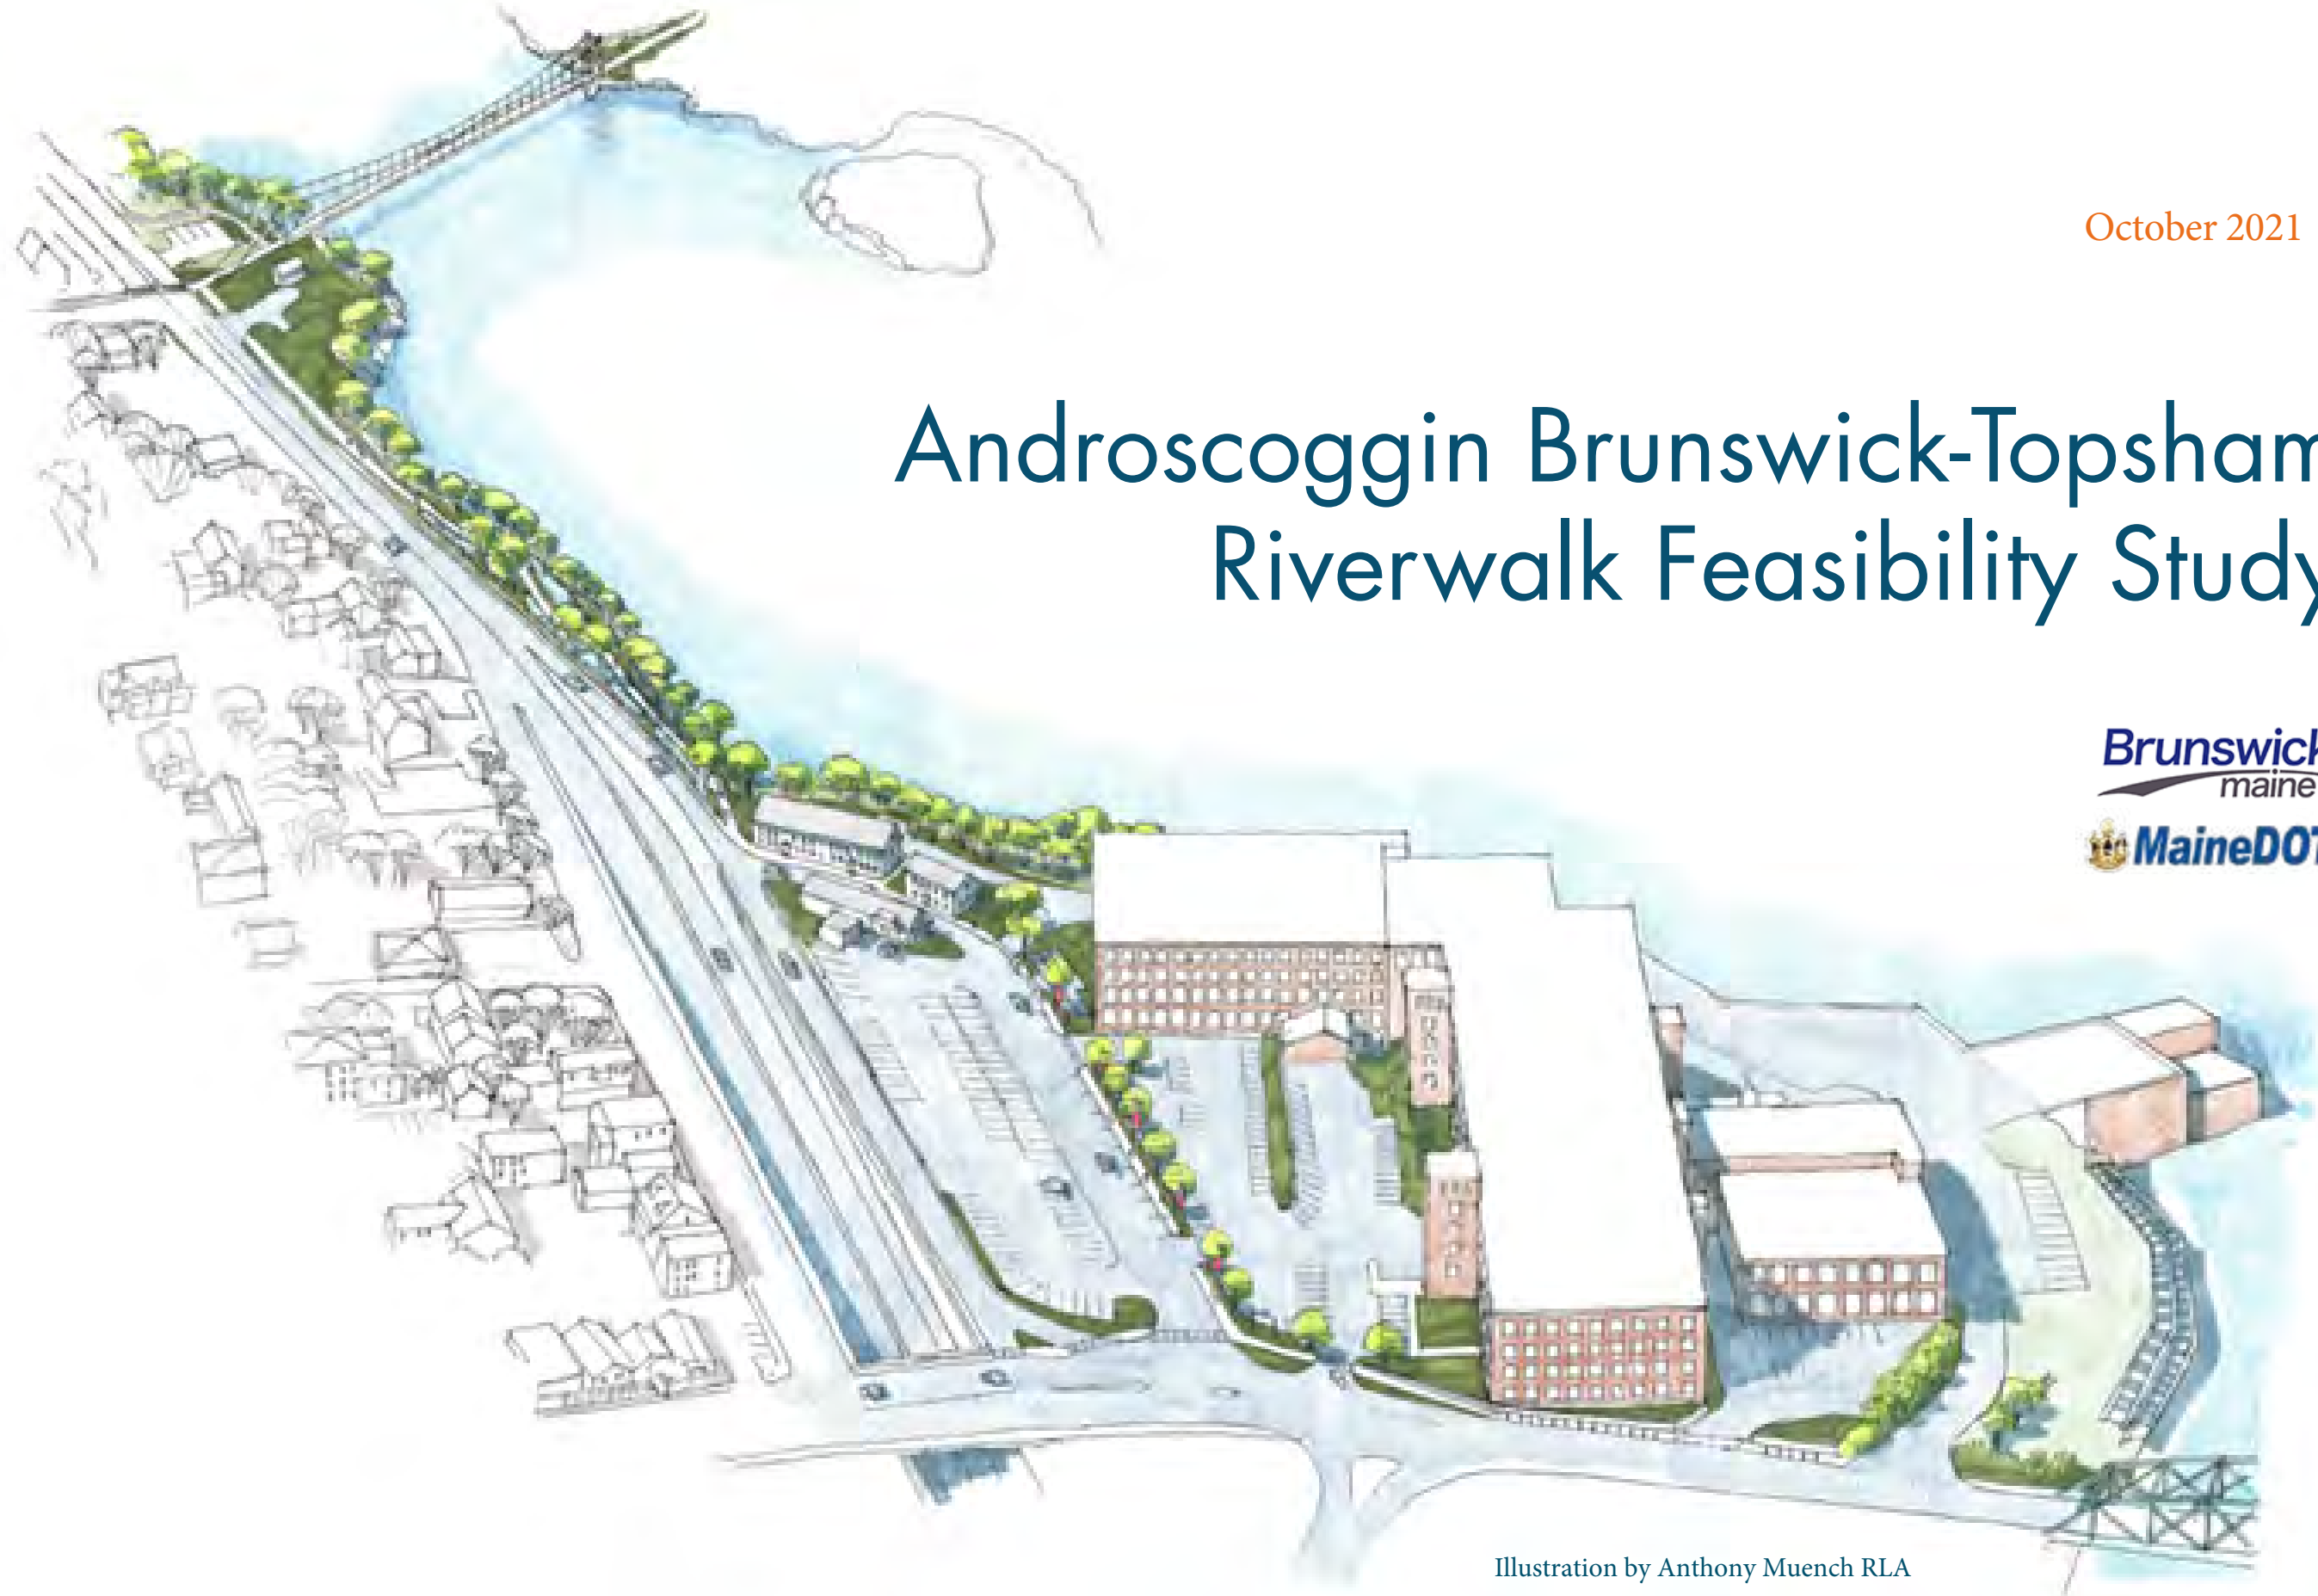 October 2021
Androscoggin Brunswick-Topsham
Riverwalk Feasibility Study
Brunswick
maine
MaineDOT
Illustration by Anthony Muench RLA